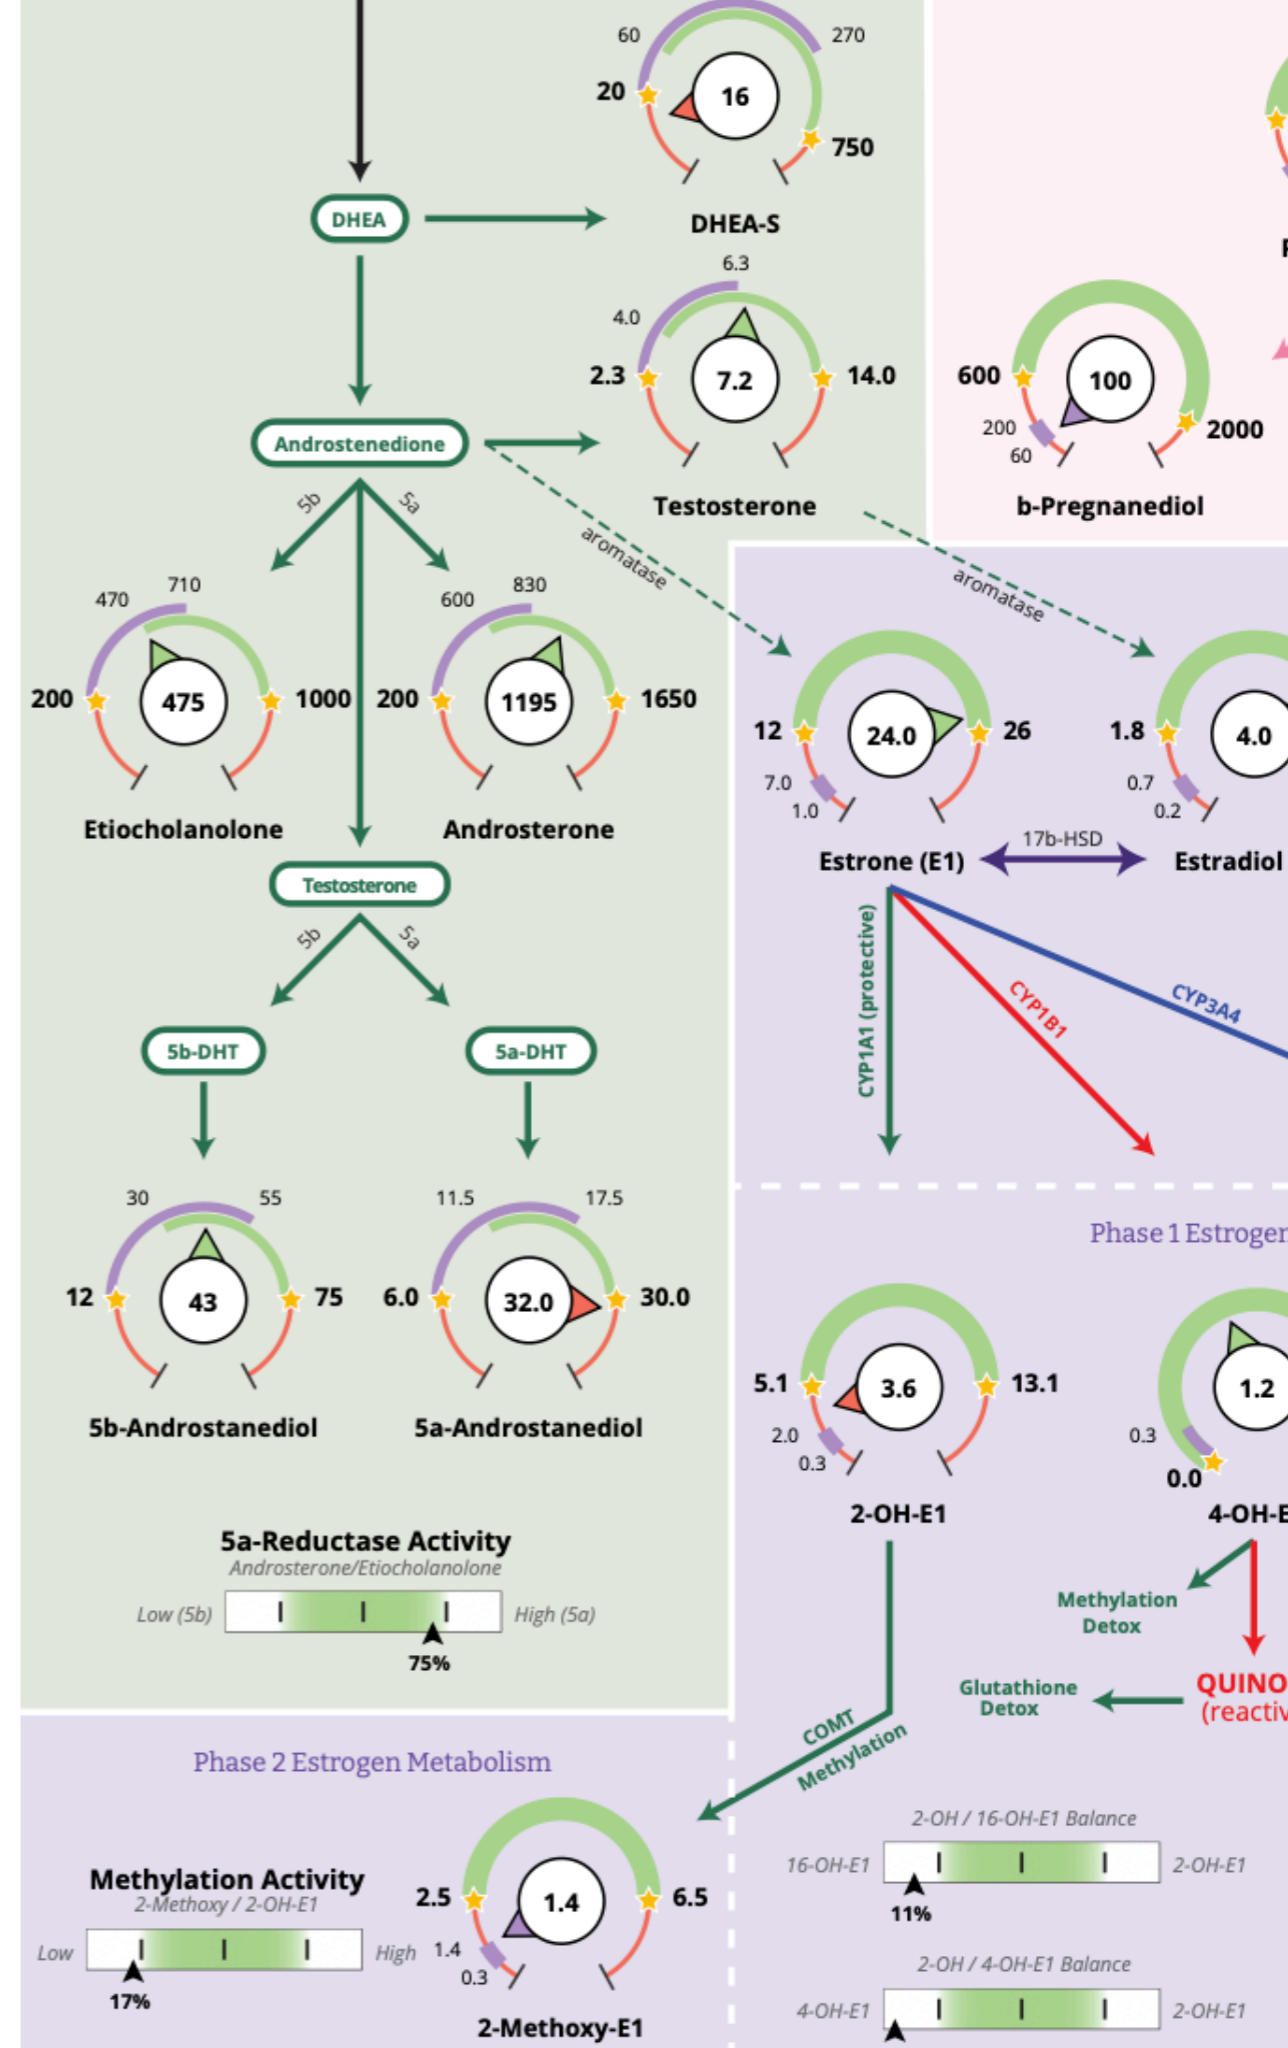 60
270
20
16
750
DHEA
DHEA-S
6.3
4.0
2.3
7.2
14.0
600
100
200
2000
60
Androstenedione
5b
5a
Testosterone
b-Pregnanediol
aromatase
aromatase
470
710
600
830
200
475
1000
200
1195
1650
12
24.0
26
1.8
4.0
7.0
0.7
1.0
0.2
Etiocholanolone
Androsterone
17b-HSD
Estrone (E1)
Estradiol
Testosterone
5b
5a
CYP1A1 (protective)
CYP1B1
CYP3A4
5b-DHT
5a-DHT
30
55
11.5
17.5
Phase 1 Estrogen
12
43
75
6.0
32.0
30.0
5.1
3.6
13.1
1.2
2.0
0.3
0.3
0.0
5b-Androstanediol
5a-Androstanediol
2-OH-E1
4-OH-E
5a-Reductase Activity
Androsterone/Etiocholanolone
Low (5b)
High (5a)
75%
Methylation
Detox
Glutathione
Detox
QUINO
(reactiv
COMT
Methylation
Phase 2 Estrogen Metabolism
Methylation Activity
2-Methoxy / 2-OH-E1
Low
High
17%
2.5
1.4
6.5
1.4
0.3
2-Methoxy-E1
2-OH / 16-OH-E1 Balance
16-OH-E1
2-OH-E1
11%
2-OH / 4-OH-E1 Balance
4-OH-E1
2-OH-E1